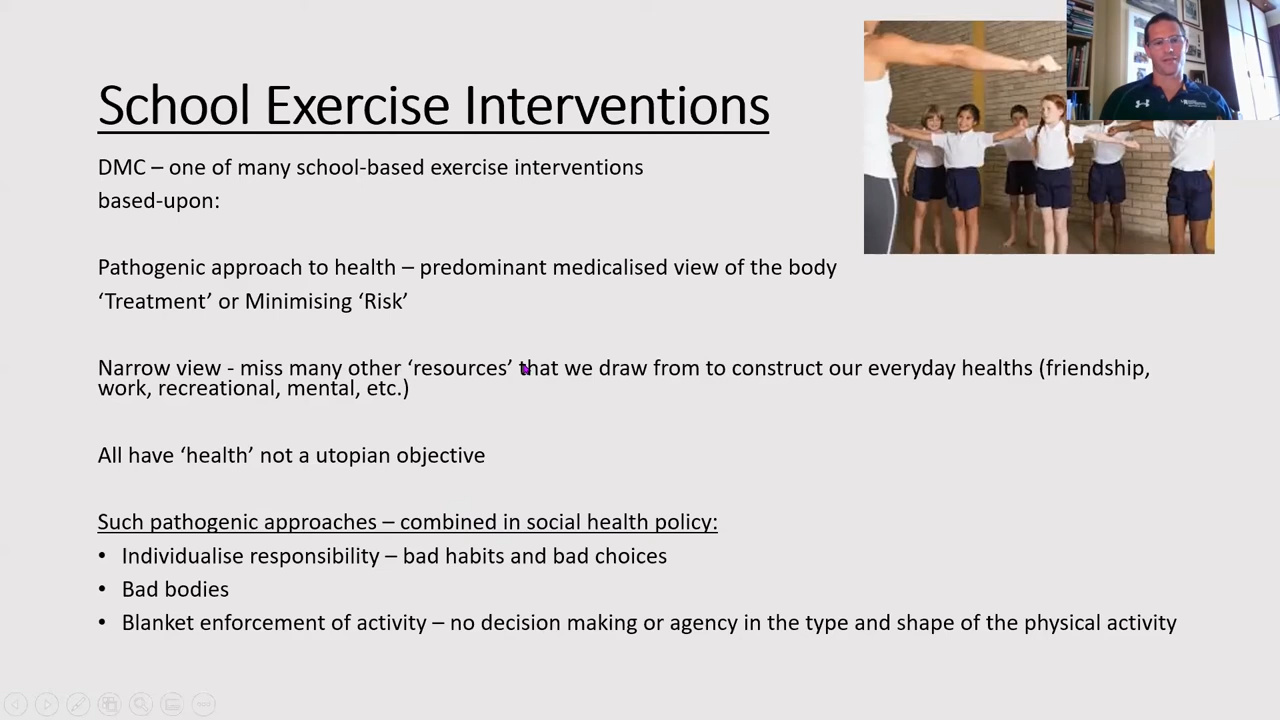 School Exercise Interventions
DMC – one of many school-based exercise interventions
based-upon:
Pathogenic approach to health – predominant medicalised view of the body
‘Treatment’ or Minimising ‘Risk’
Narrow view - miss many other ‘resources’ that we draw from to construct our everyday healths (friendship,
work, recreational, mental, etc.)
All have ‘health’ not a utopian objective
Such pathogenic approaches – combined in social health policy:
• Individualise responsibility – bad habits and bad choices
• Bad bodies
• Blanket enforcement of activity – no decision making or agency in the type and shape of the physical activity